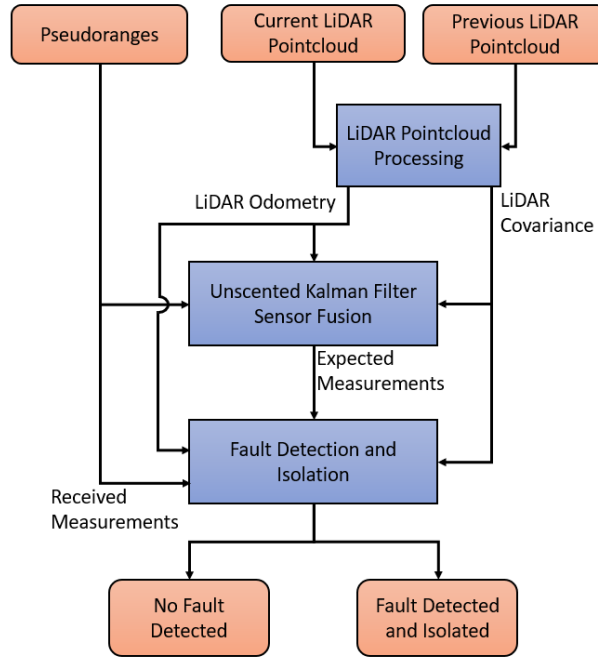 Pseudoranges
Current LiDAR
Pointcloud
Previous LiDAR
Pointcloud
LiDAR Pointcloud
Processing
LiDAR Odometry
LiDAR
Covariance
Unscented Kalman Filter
Sensor Fusion
Expected
Measurements
Fault Detection and
Isolation
Received
Measurements
No Fault
Detected
Fault Detected
and Isolated